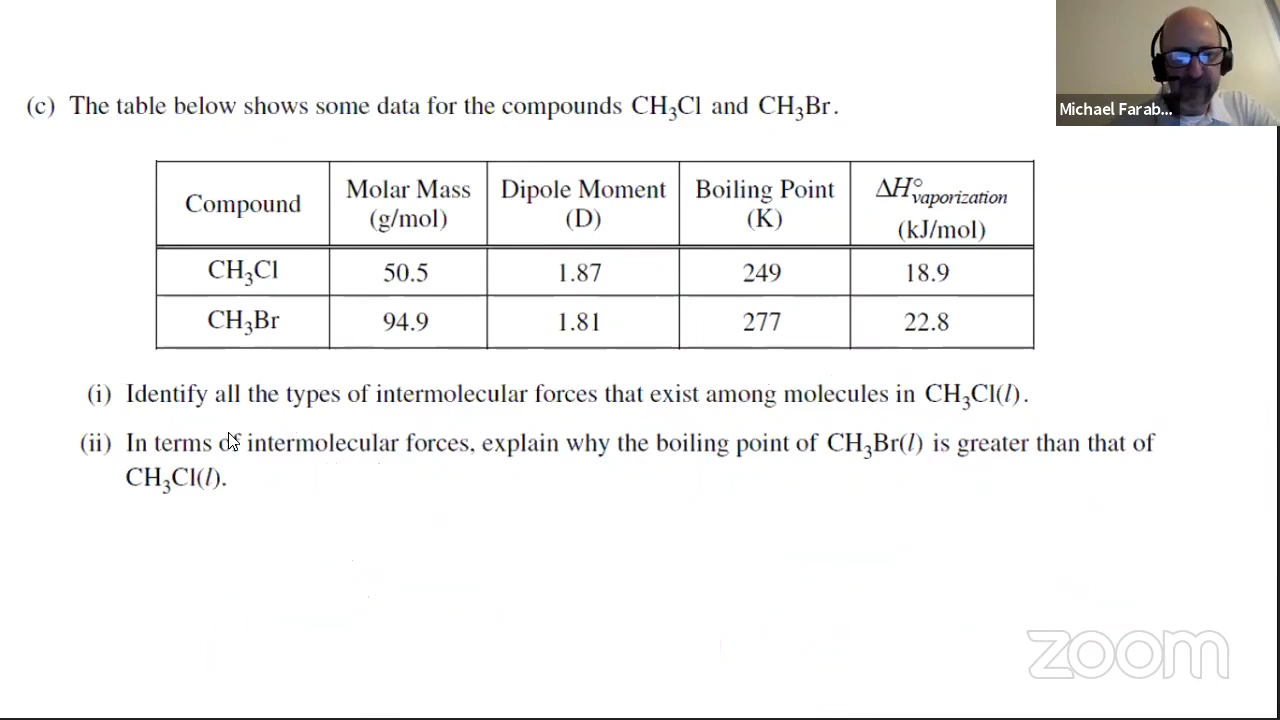 (c) The table below shows some data for the compounds CH₃Cl and CH₃Br.
Michael Farab...
Compound | Molar Mass (g/mol) | Dipole Moment (D) | Boiling Point (K) | ΔH°vaporization (kJ/mol)
CH₃Cl | 50.5 | 1.87 | 249 | 18.9
CH₃Br | 94.9 | 1.81 | 277 | 22.8
(i) Identify all the types of intermolecular forces that exist among molecules in CH₃Cl(l).
(ii) In terms of intermolecular forces, explain why the boiling point of CH₃Br(l) is greater than that of
CH₃Cl(l).
zoom